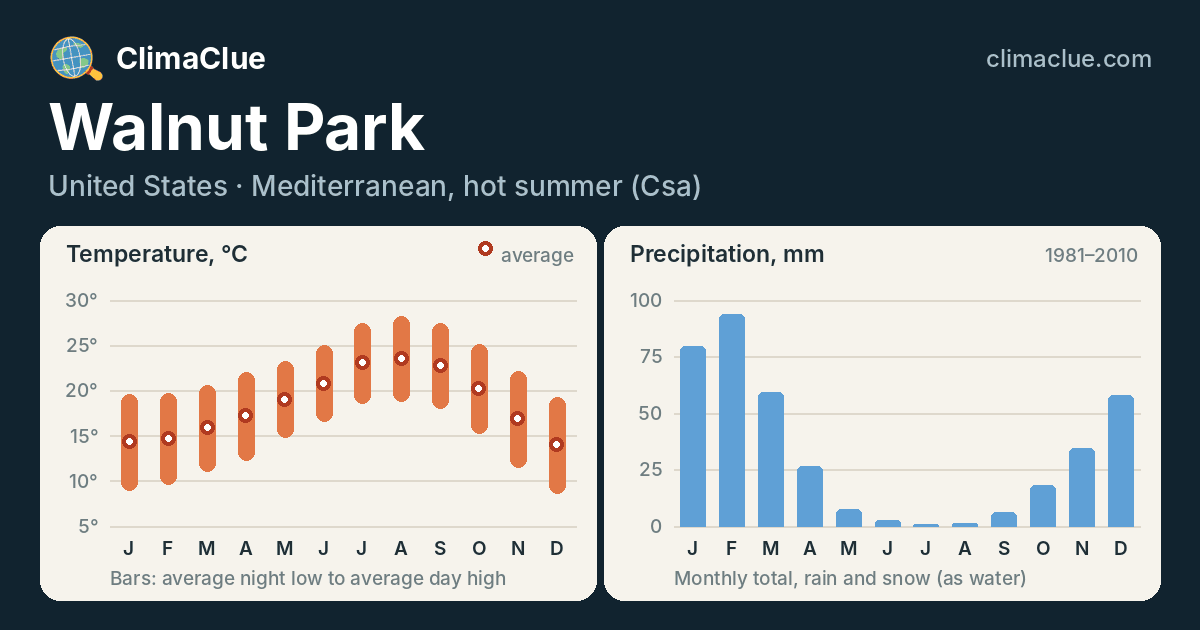 ClimaClue
climaclue.com
Walnut Park
United States · Mediterranean, hot summer (Csa)
Temperature, °C
average
30°
25°
20°
15°
10°
5°
J F M A M J J A S O N D
Bars: average night low to average day high
Precipitation, mm
1981–2010
100
75
50
25
0
J F M A M J J A S O N D
Monthly total, rain and snow (as water)